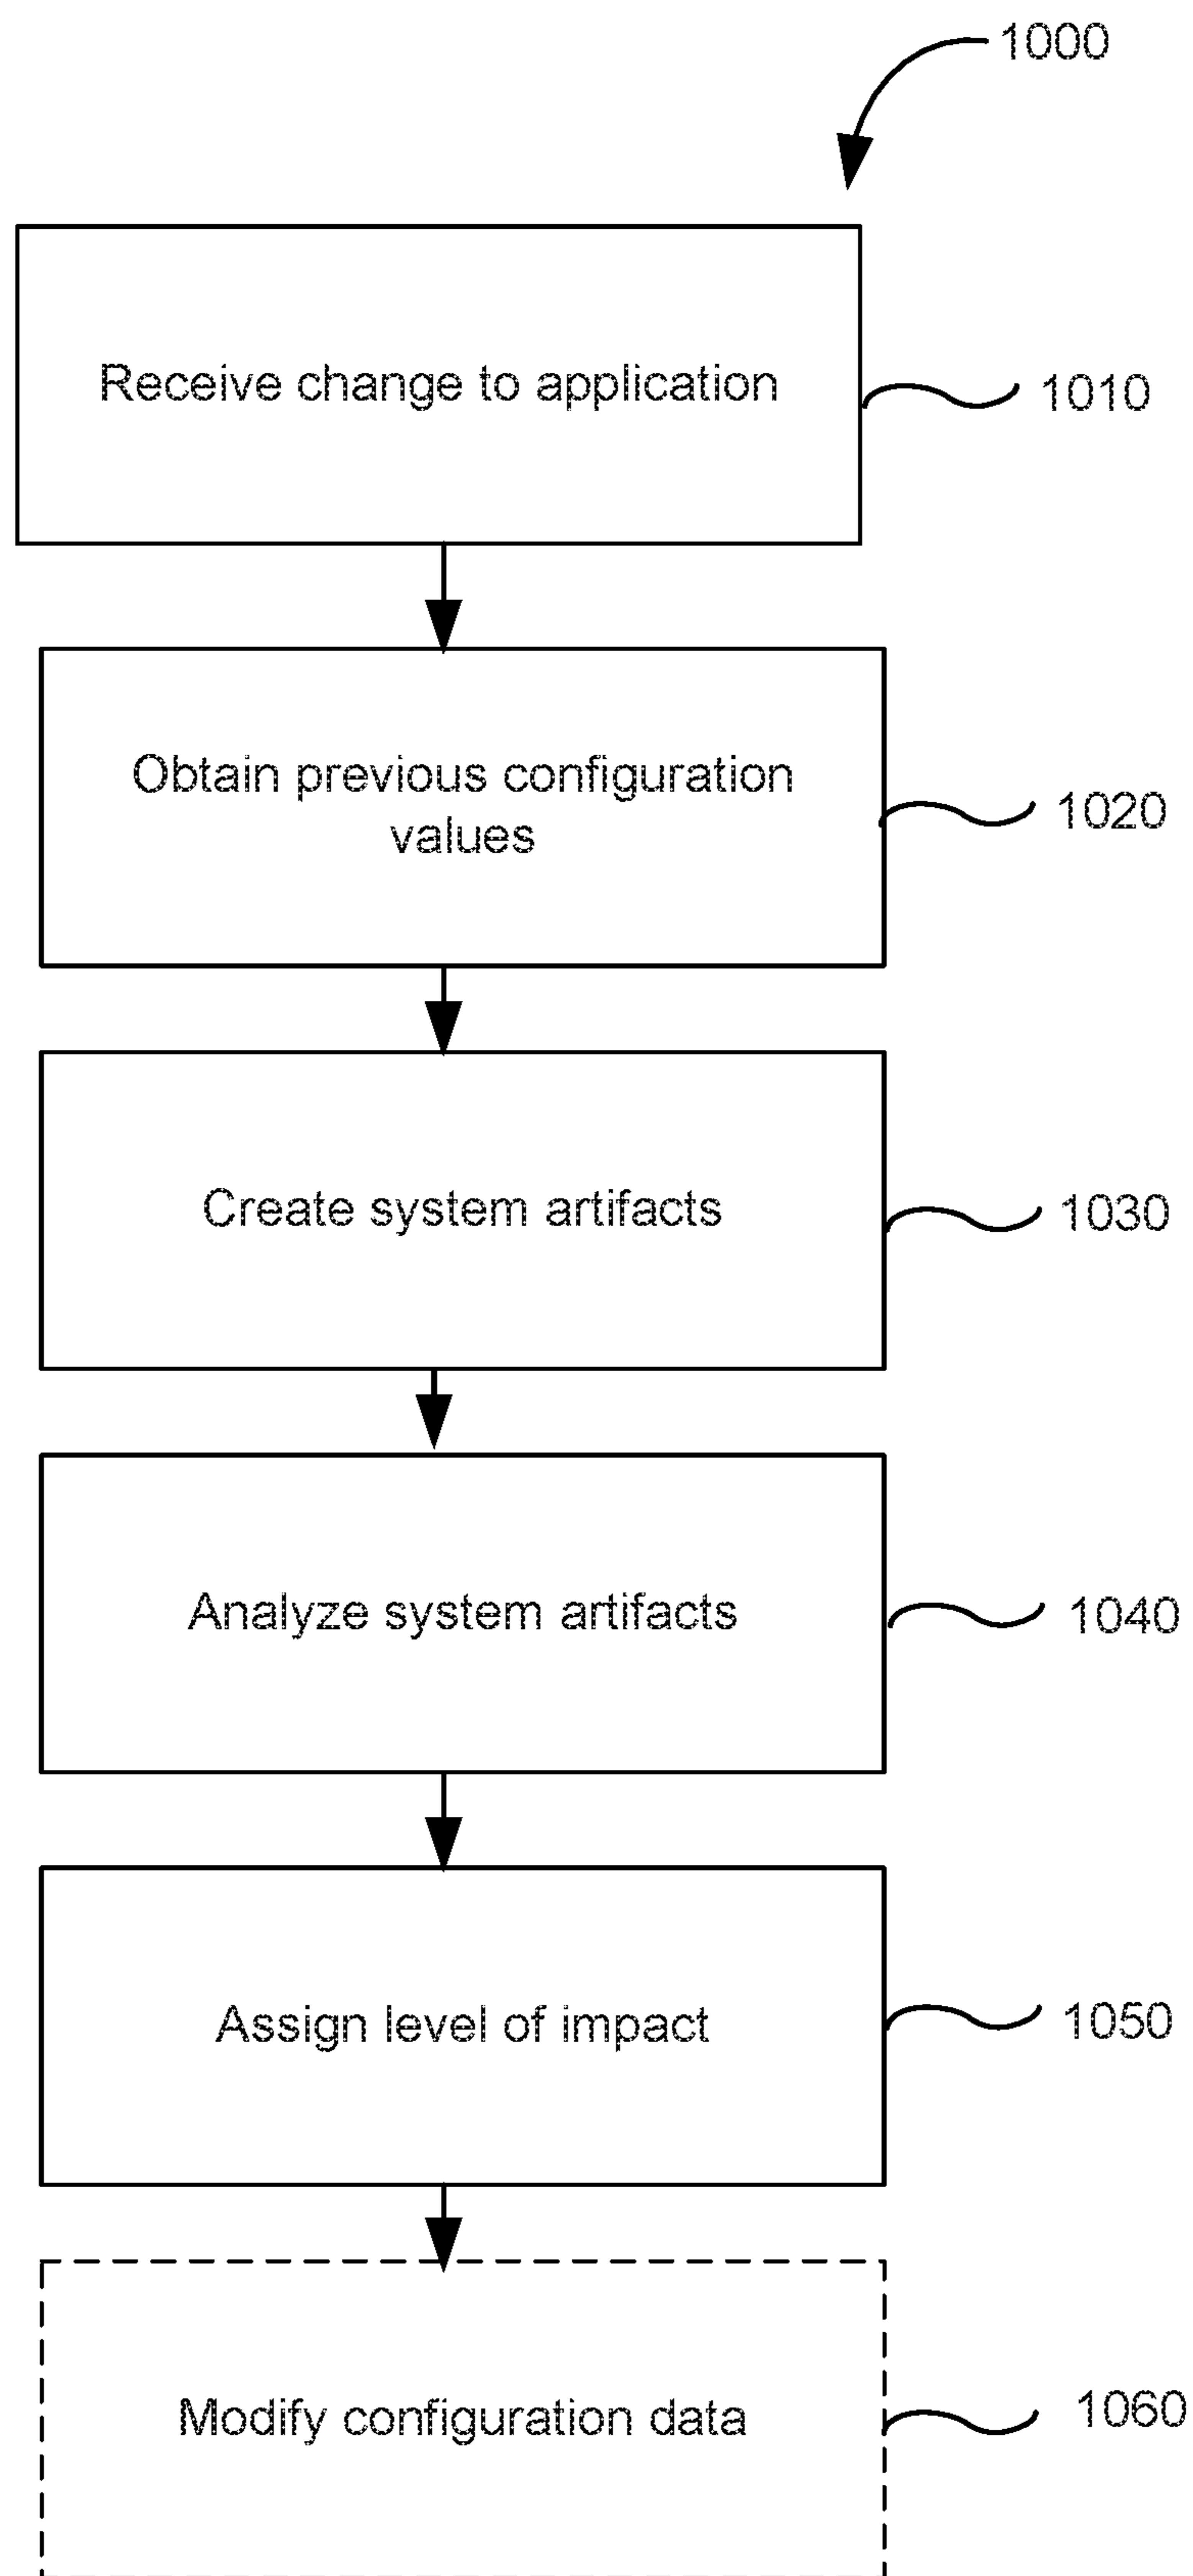 1000
Receive change to application
1010
Obtain previous configuration
values
1020
Create system artifacts
1030
Analyze system artifacts
1040
Assign level of impact
1050
Modify configuration data
1060